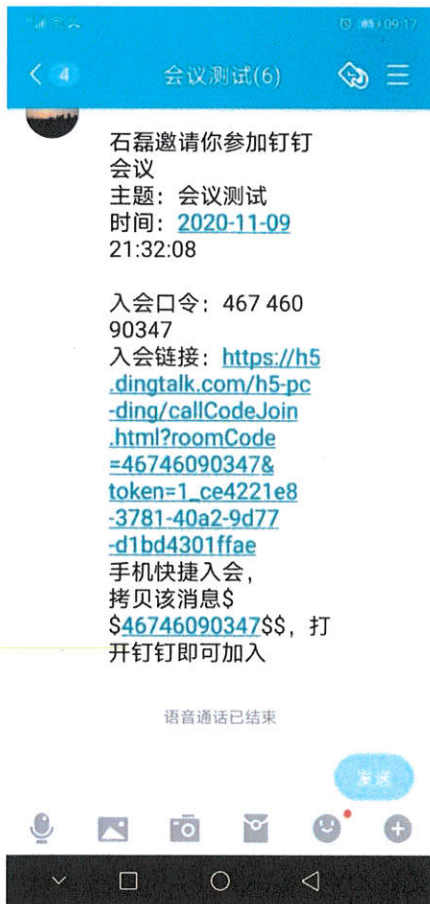 09:17
4
会议测试(6)
石磊邀请你参加钉钉
会议
主题：会议测试
时间：2020-11-09
21:32:08
入会口令：467 460
90347
入会链接：https://h5
.dingtalk.com/h5-pc
-ding/callCodeJoin
.html?roomCode
=46746090347&
token=1_ce4221e8
-3781-40a2-9d77
-d1bd4301ffae
手机快捷入会，
拷贝该消息$
$46746090347$$，打
开钉钉即可加入
语音通话已结束
发送